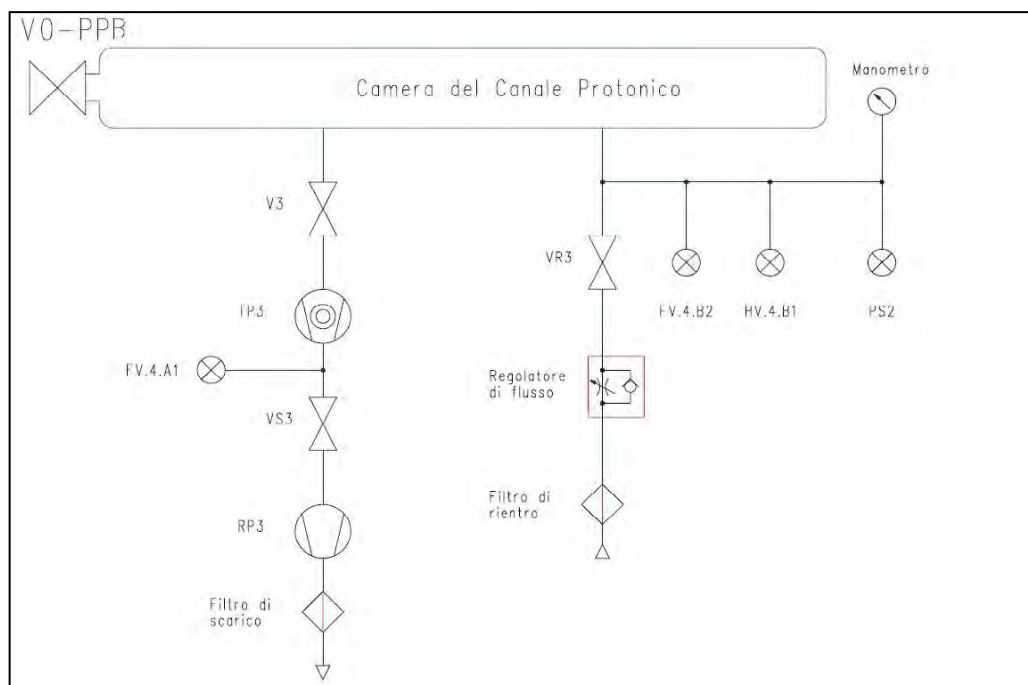 VO-PPB
Camera del Canale Protonico
Manometro
V3
VR3
TP3
FV.4.B2
HV.4.B1
PS2
FV.4.A1
Regolatore
di flusso
VS3
Filtro di
rientro
RP3
Filtro di
scarico